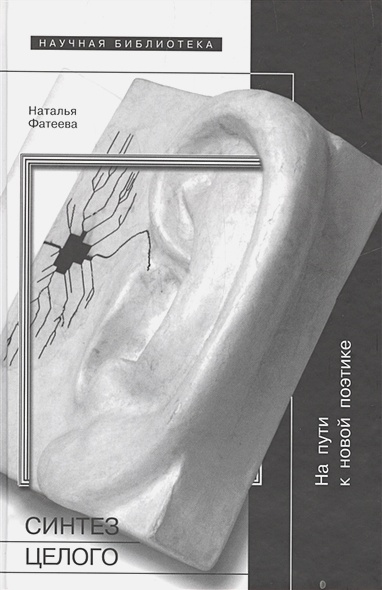 НАУЧНАЯ БИБЛИОТЕКА
Наталья
Фатеева
СИНТЕЗ
ЦЕЛОГО
На пути
к новой поэтике